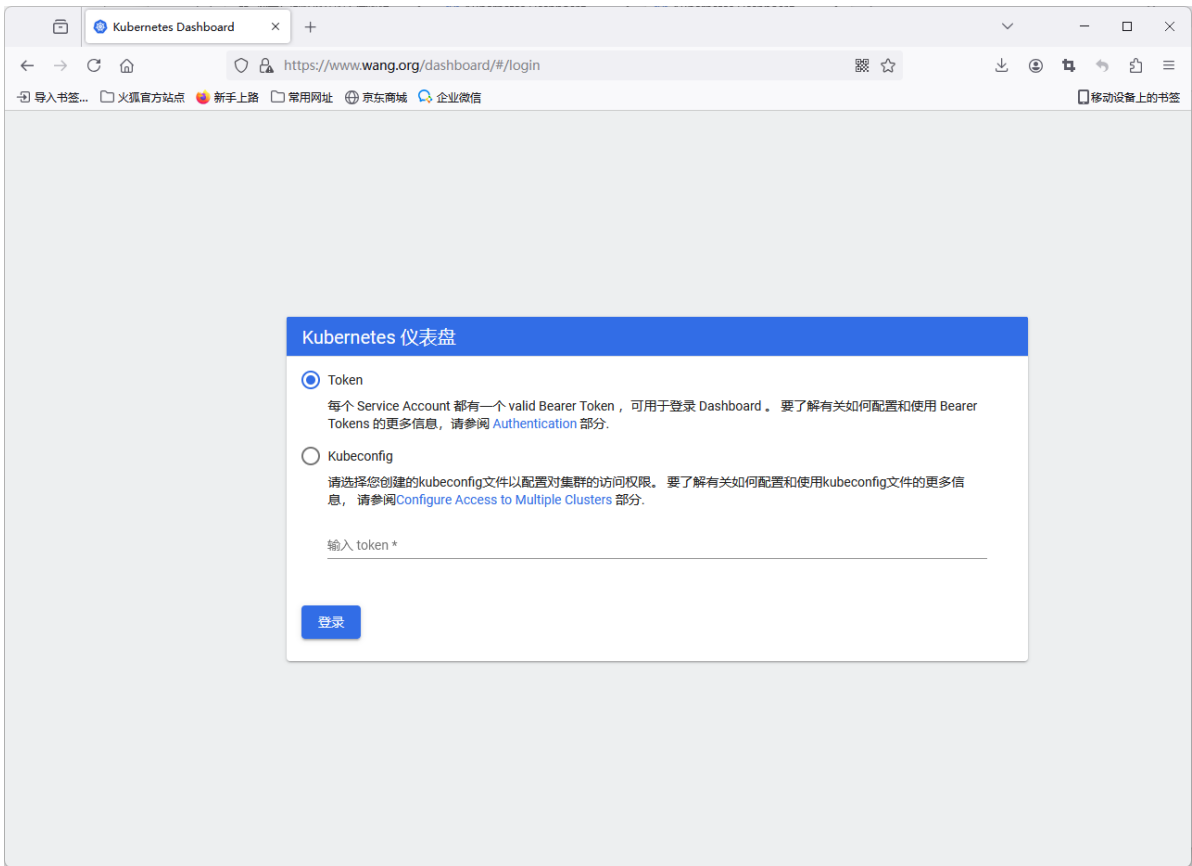 Kubernetes Dashboard
https://www.wang.org/dashboard/#/login
导入书签... 火狐官方站点 新手上路 常用网址 京东商城 企业微信 移动设备上的书签
Kubernetes 仪表盘
Token
每个 Service Account 都有一个 valid Bearer Token ，可用于登录 Dashboard 。 要了解有关如何配置和使用 Bearer
Tokens 的更多信息，请参阅 Authentication 部分.
Kubeconfig
请选择您创建的kubeconfig文件以配置对集群的访问权限。 要了解有关如何配置和使用kubeconfig文件的更多信
息， 请参阅Configure Access to Multiple Clusters 部分.
输入 token *
登录